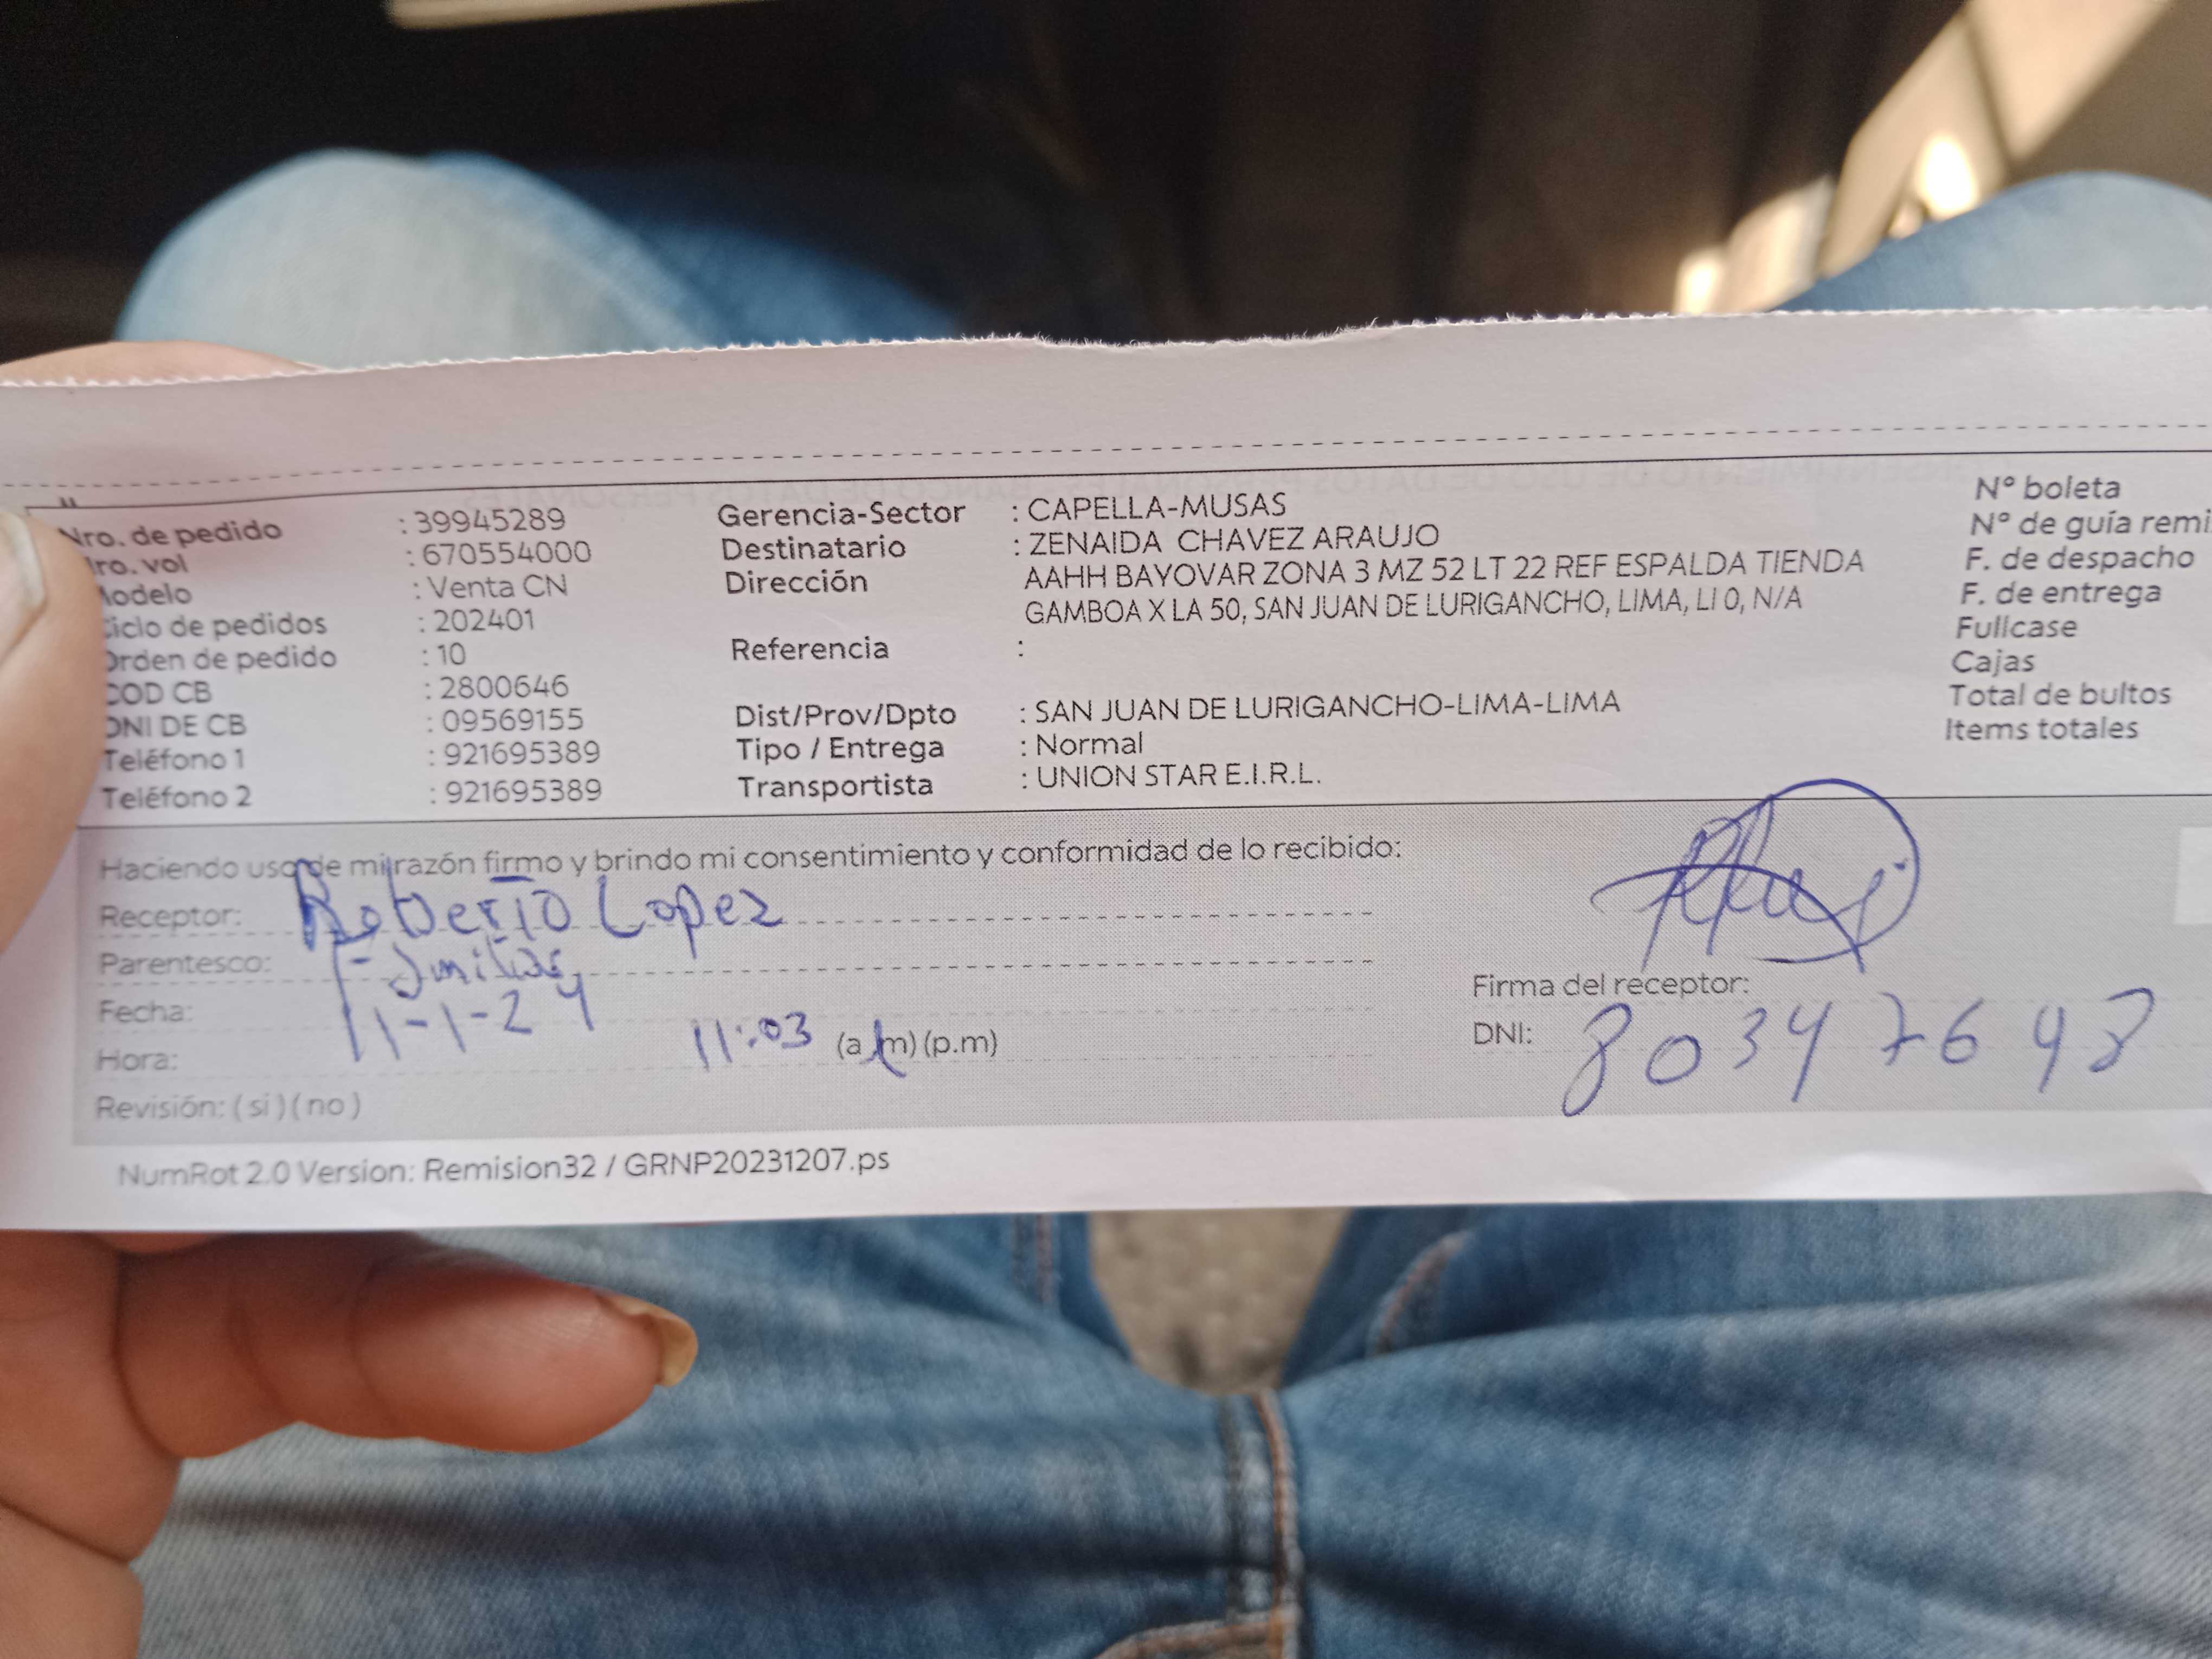 Nro. de pedido : 39945289
Nro. vol : 670554000
Modelo : Venta CN
Ciclo de pedidos : 202401
Orden de pedido : 10
COD CB : 2800646
DNI DE CB : 09569155
Teléfono 1 : 921695389
Teléfono 2 : 921695389
Gerencia-Sector : CAPELLA-MUSAS
Destinatario : ZENAIDA CHAVEZ ARAUJO
Dirección AAHH BAYOVAR ZONA 3 MZ 52 LT 22 REF ESPALDA TIENDA
GAMBOA X LA 50, SAN JUAN DE LURIGANCHO, LIMA, LI 0, N/A
Referencia :
Dist/Prov/Dpto : SAN JUAN DE LURIGANCHO-LIMA-LIMA
Tipo / Entrega : Normal
Transportista : UNION STAR E.I.R.L.
Nº boleta
Nº de guía remi
F. de despacho
F. de entrega
Fullcase
Cajas
Total de bultos
Items totales
Haciendo uso de mi razón firmo y brindo mi consentimiento y conformidad de lo recibido:
Receptor: Roberto Lopez
Parentesco: Familiar
Fecha: 11-1-24
Hora: 11:03 (a.m) (p.m)
Revisión: ( si ) ( no )
Firma del receptor:
DNI: 80347648
NumRot 2.0 Version: Remision32 / GRNP20231207.ps